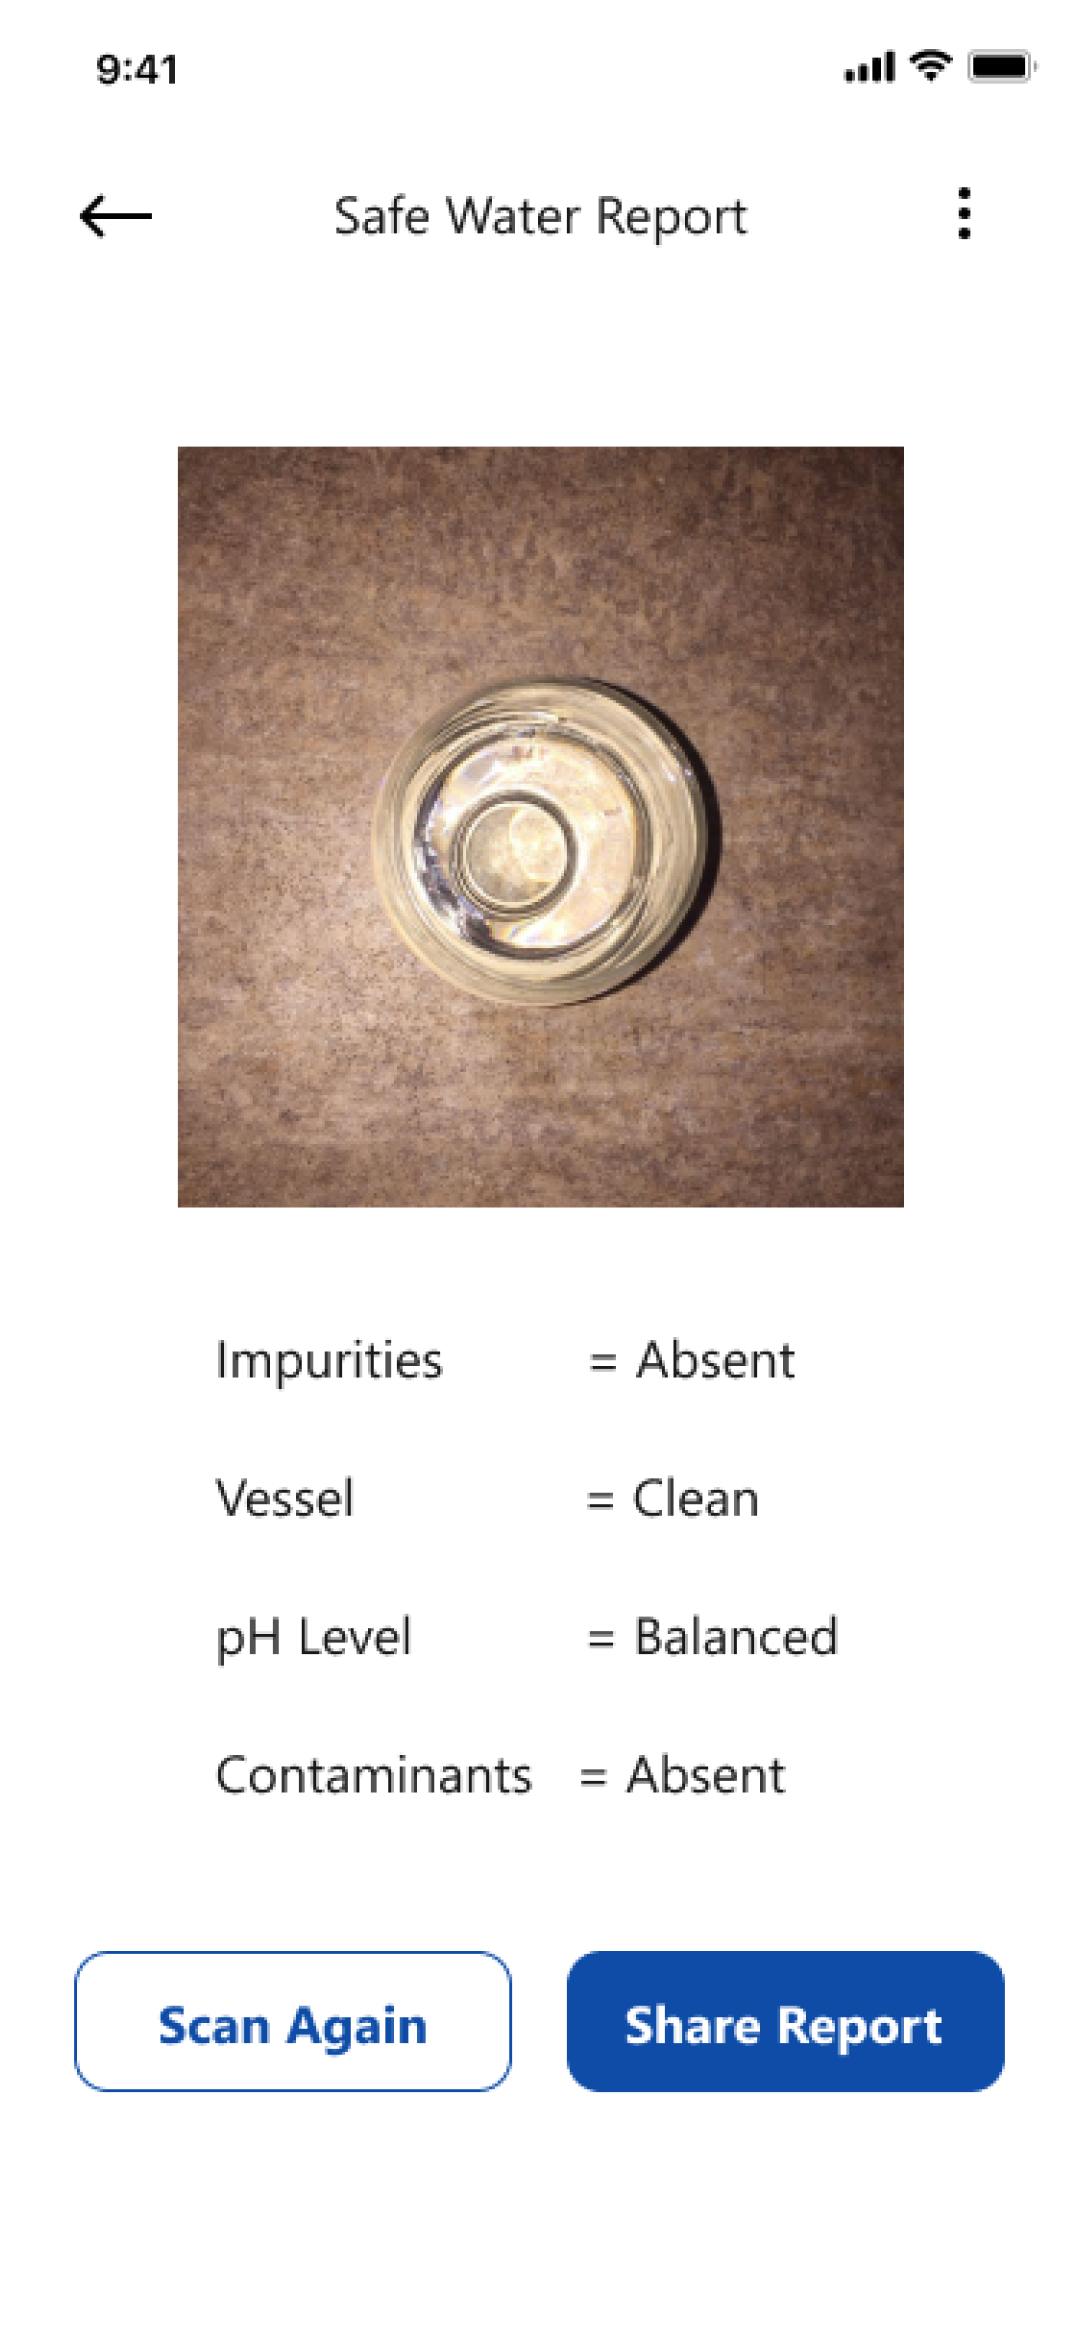 9:41
Safe Water Report
Impurities = Absent
Vessel = Clean
pH Level = Balanced
Contaminants = Absent
Scan Again
Share Report